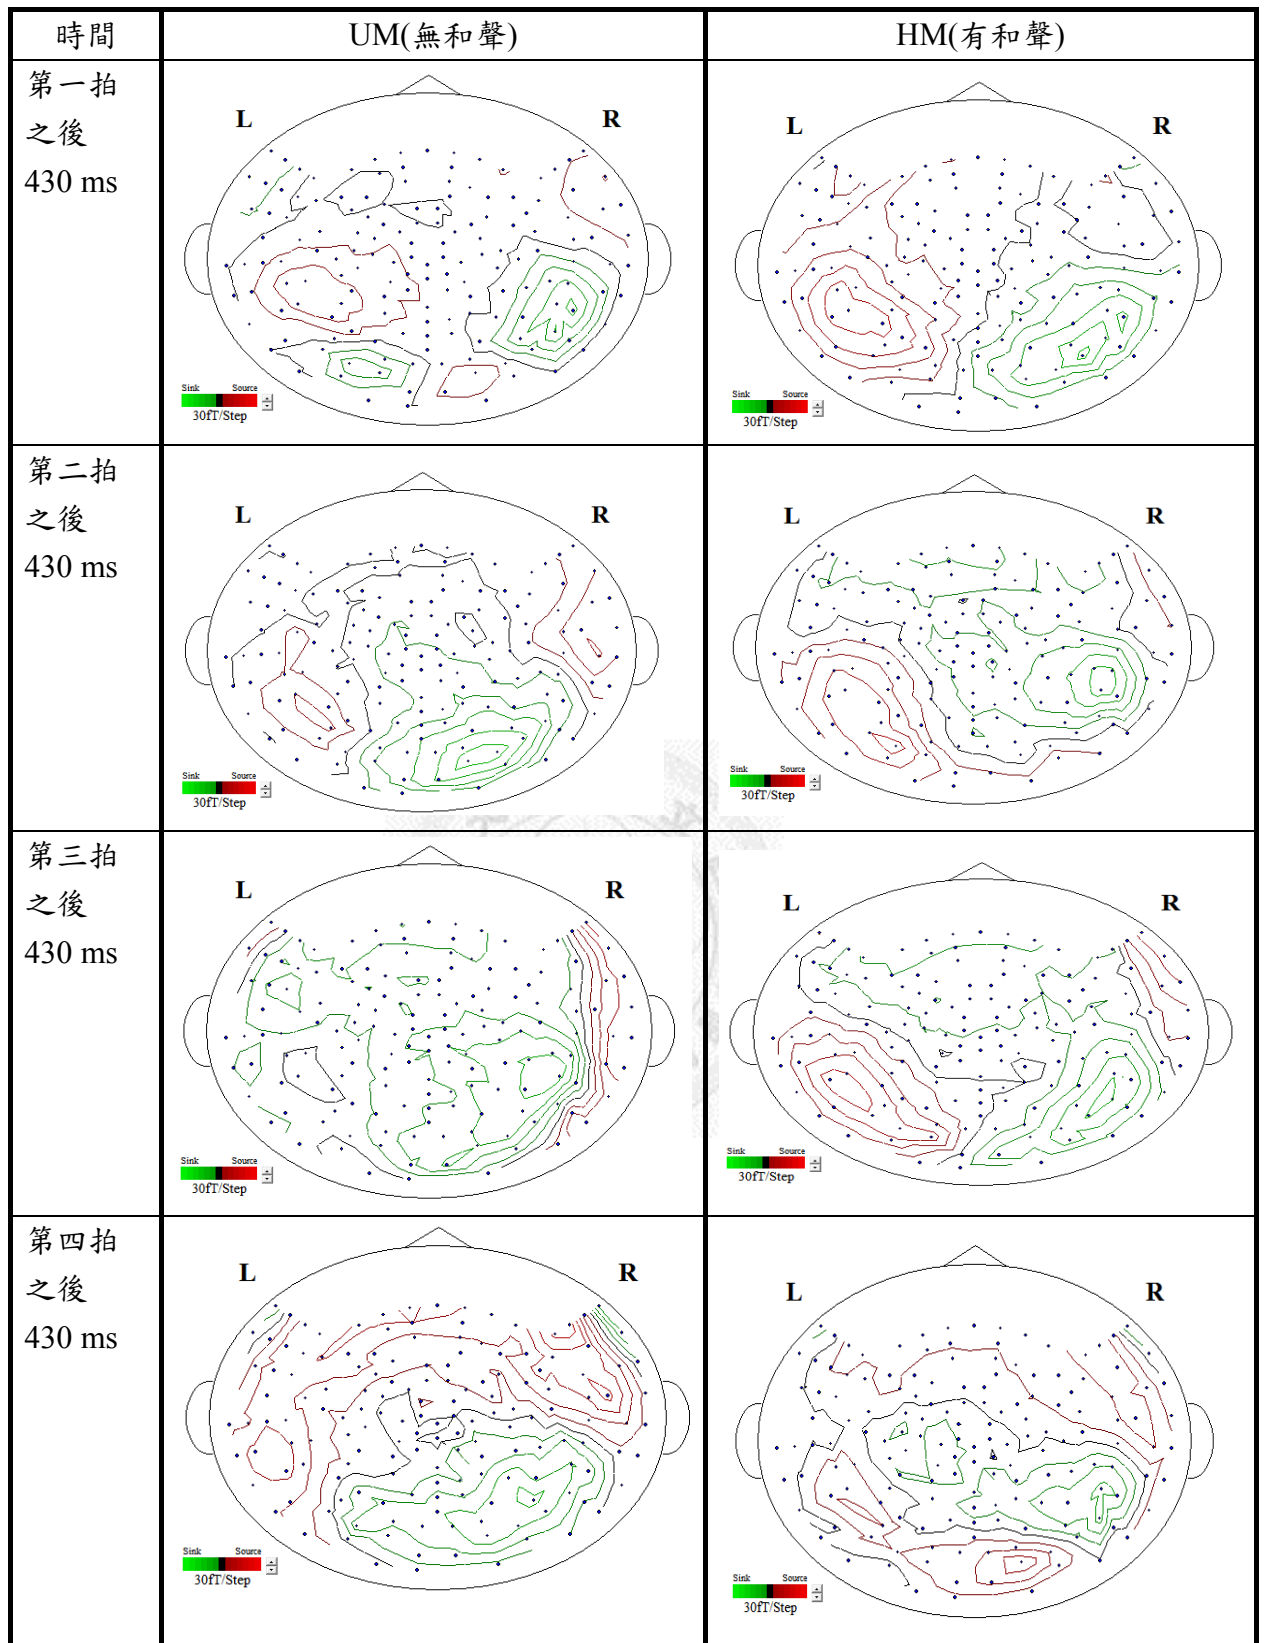 時間
UM(無和聲)
HM(有和聲)
第一拍
之後
430 ms
L
R
Sink Source
30fT/Step
L
R
Sink Source
30fT/Step
第二拍
之後
430 ms
L
R
Sink Source
30fT/Step
L
R
Sink Source
30fT/Step
第三拍
之後
430 ms
L
R
Sink Source
30fT/Step
L
R
Sink Source
30fT/Step
第四拍
之後
430 ms
L
R
Sink Source
30fT/Step
L
R
Sink Source
30fT/Step